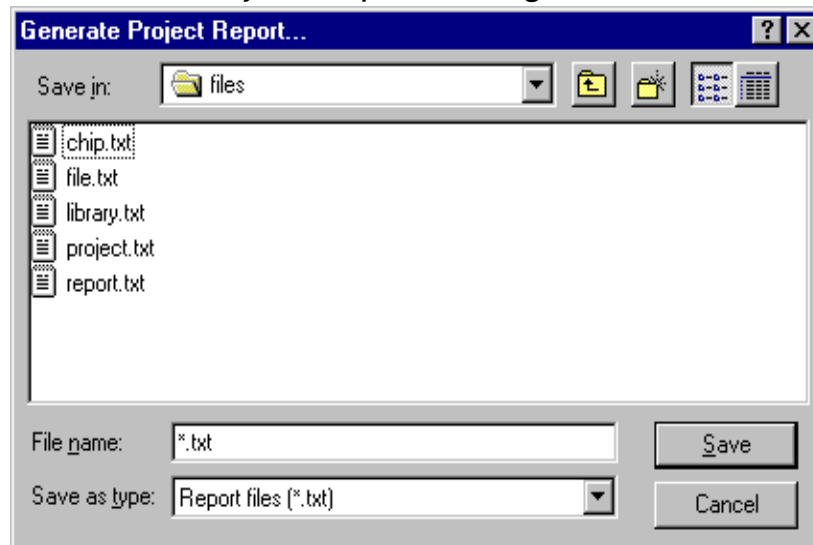 Generate Project Report...
Save in: files
chip.txt
file.txt
library.txt
project.txt
report.txt
File name: *.txt Save
Save as type: Report files (*.txt) Cancel